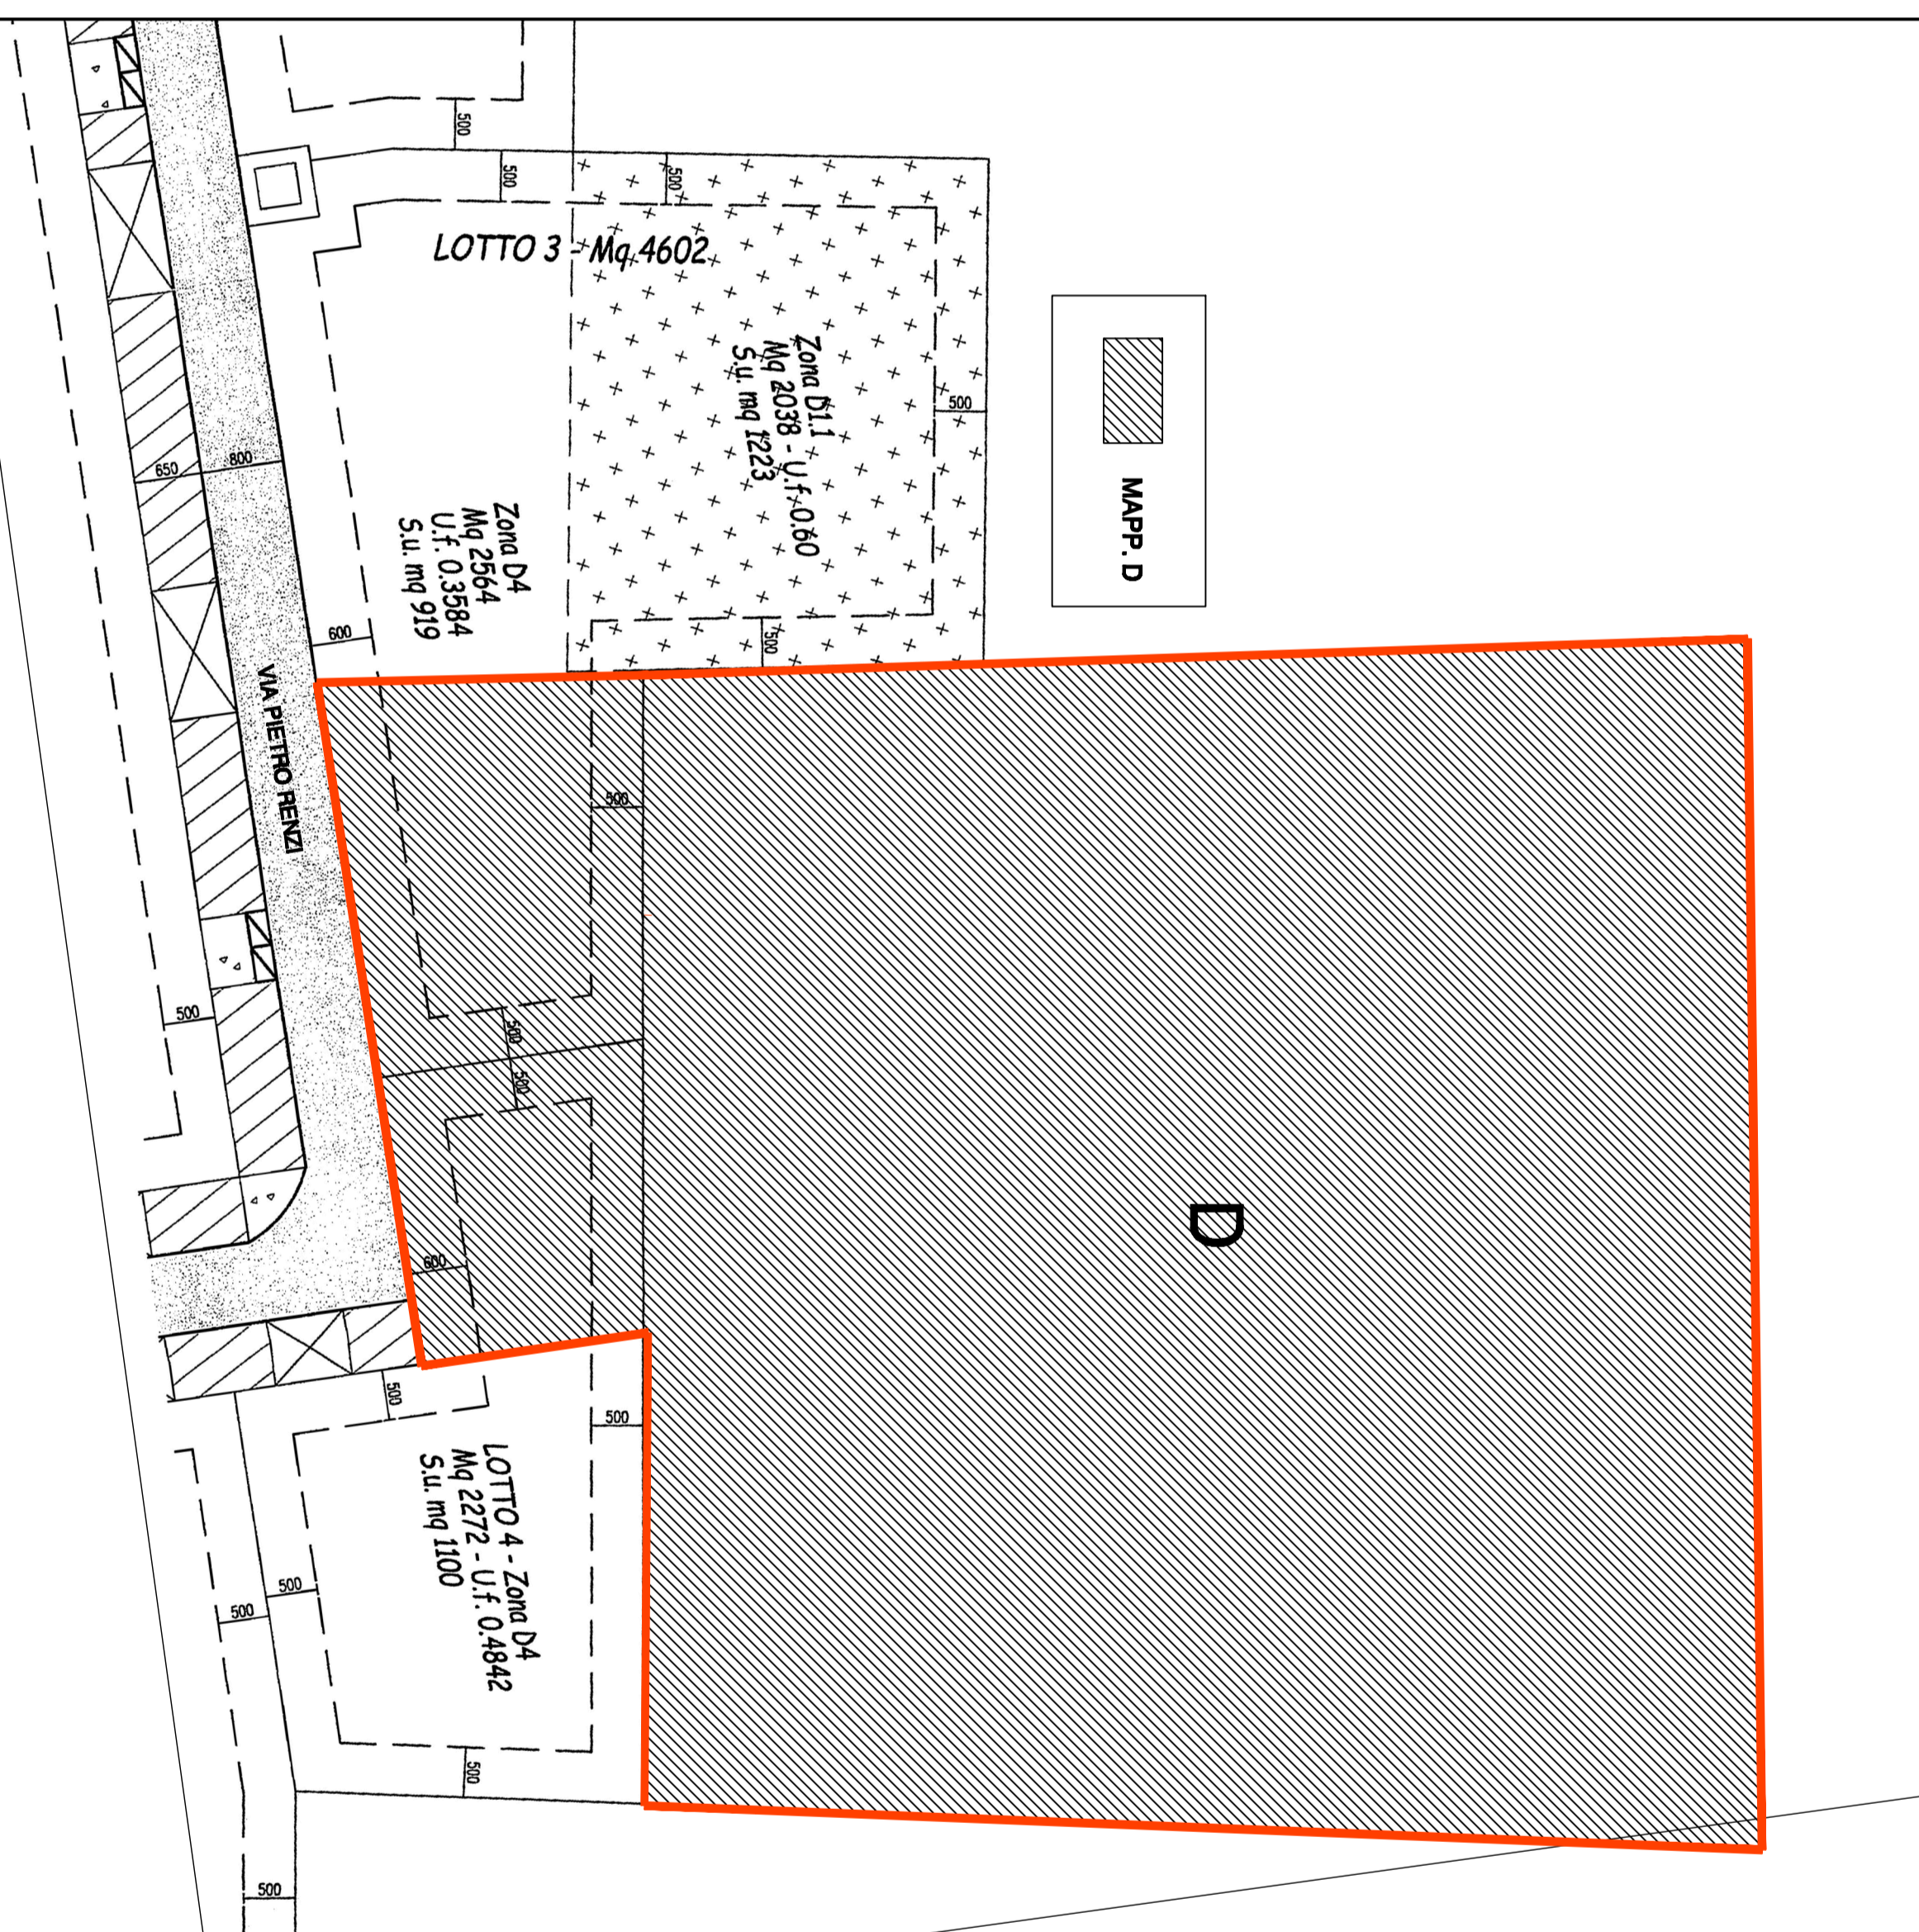 500
500
500
LOTTO 3 - Mq 4602
Zona D1.1
Mq 2038 - U.f. 0.60
S.u. mq 1223
500
MAPP. D
650
800
Zona D4
Mq 2564
U.f. 0.3584
S.u. mq 919
600
500
VIA PIETRO RENZI
500
500
500
500
D
600
500
500
LOTTO 4 - Zona D4
Mq 2272 - U.f. 0.4842
S.u. mq 1100
500
500
500
500